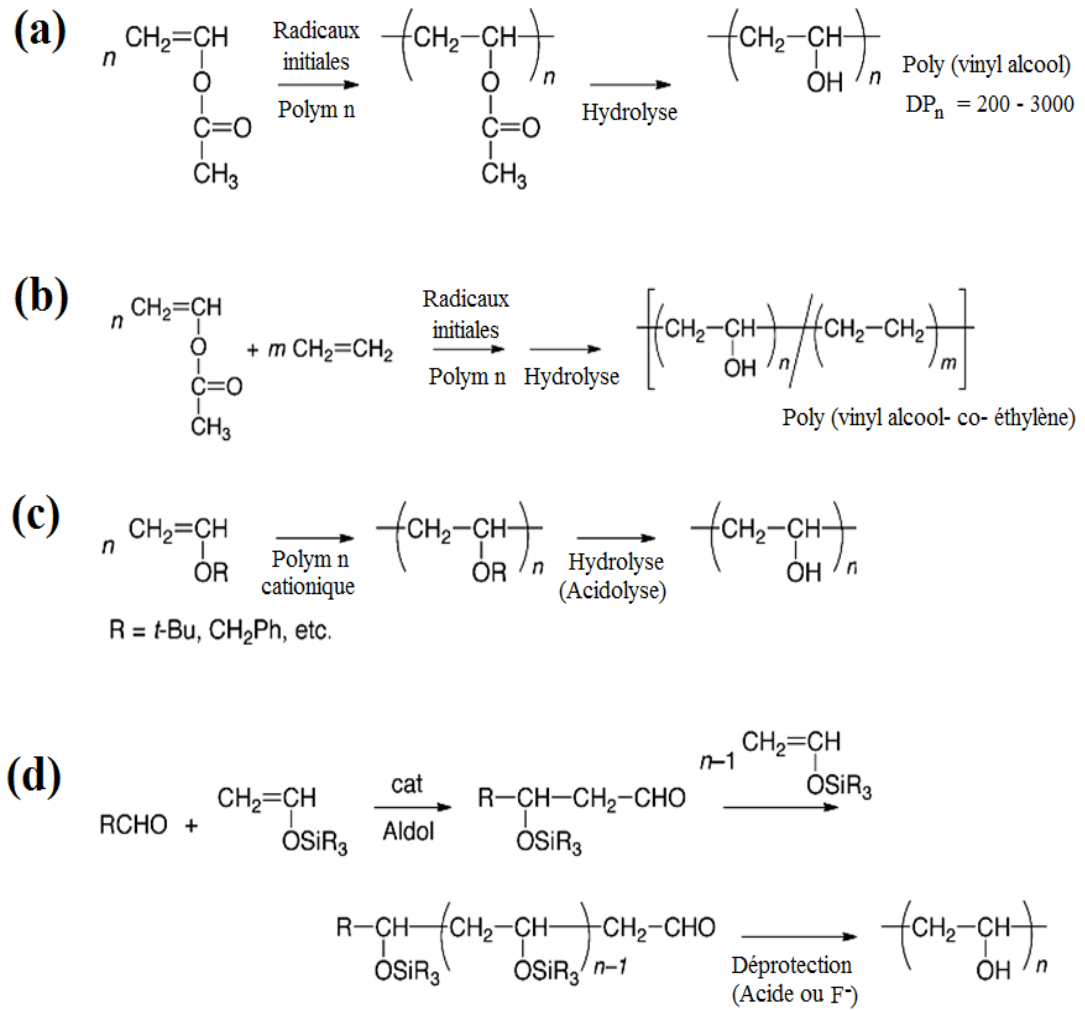 (a)
n CH2=CH
O
C=O
CH3
Radicaux
initiales
Polym n
(CH2-CH)n
O
C=O
CH3
Hydrolyse
(CH2-CH)n
OH
Poly (vinyl alcool)
DPn = 200 - 3000
(b)
n CH2=CH
O
C=O
CH3
+ m CH2=CH2
Radicaux
initiales
Polym n
Hydrolyse
[(CH2-CH)n/(CH2-CH2)m]
OH
Poly (vinyl alcool- co- éthylène)
(c)
n CH2=CH
OR
Polym n
cationique
(CH2-CH)n
OR
Hydrolyse
(Acidolyse)
(CH2-CH)n
OH
R = t-Bu, CH2Ph, etc.
(d)
RCHO +
CH2=CH
OSiR3
cat
Aldol
R-CH-CH2-CHO
OSiR3
n-1 CH2=CH
OSiR3
R-CH-(CH2-CH)n-1-CH2-CHO
OSiR3 OSiR3
Déprotection
(Acide ou F-)
(CH2-CH)n
OH